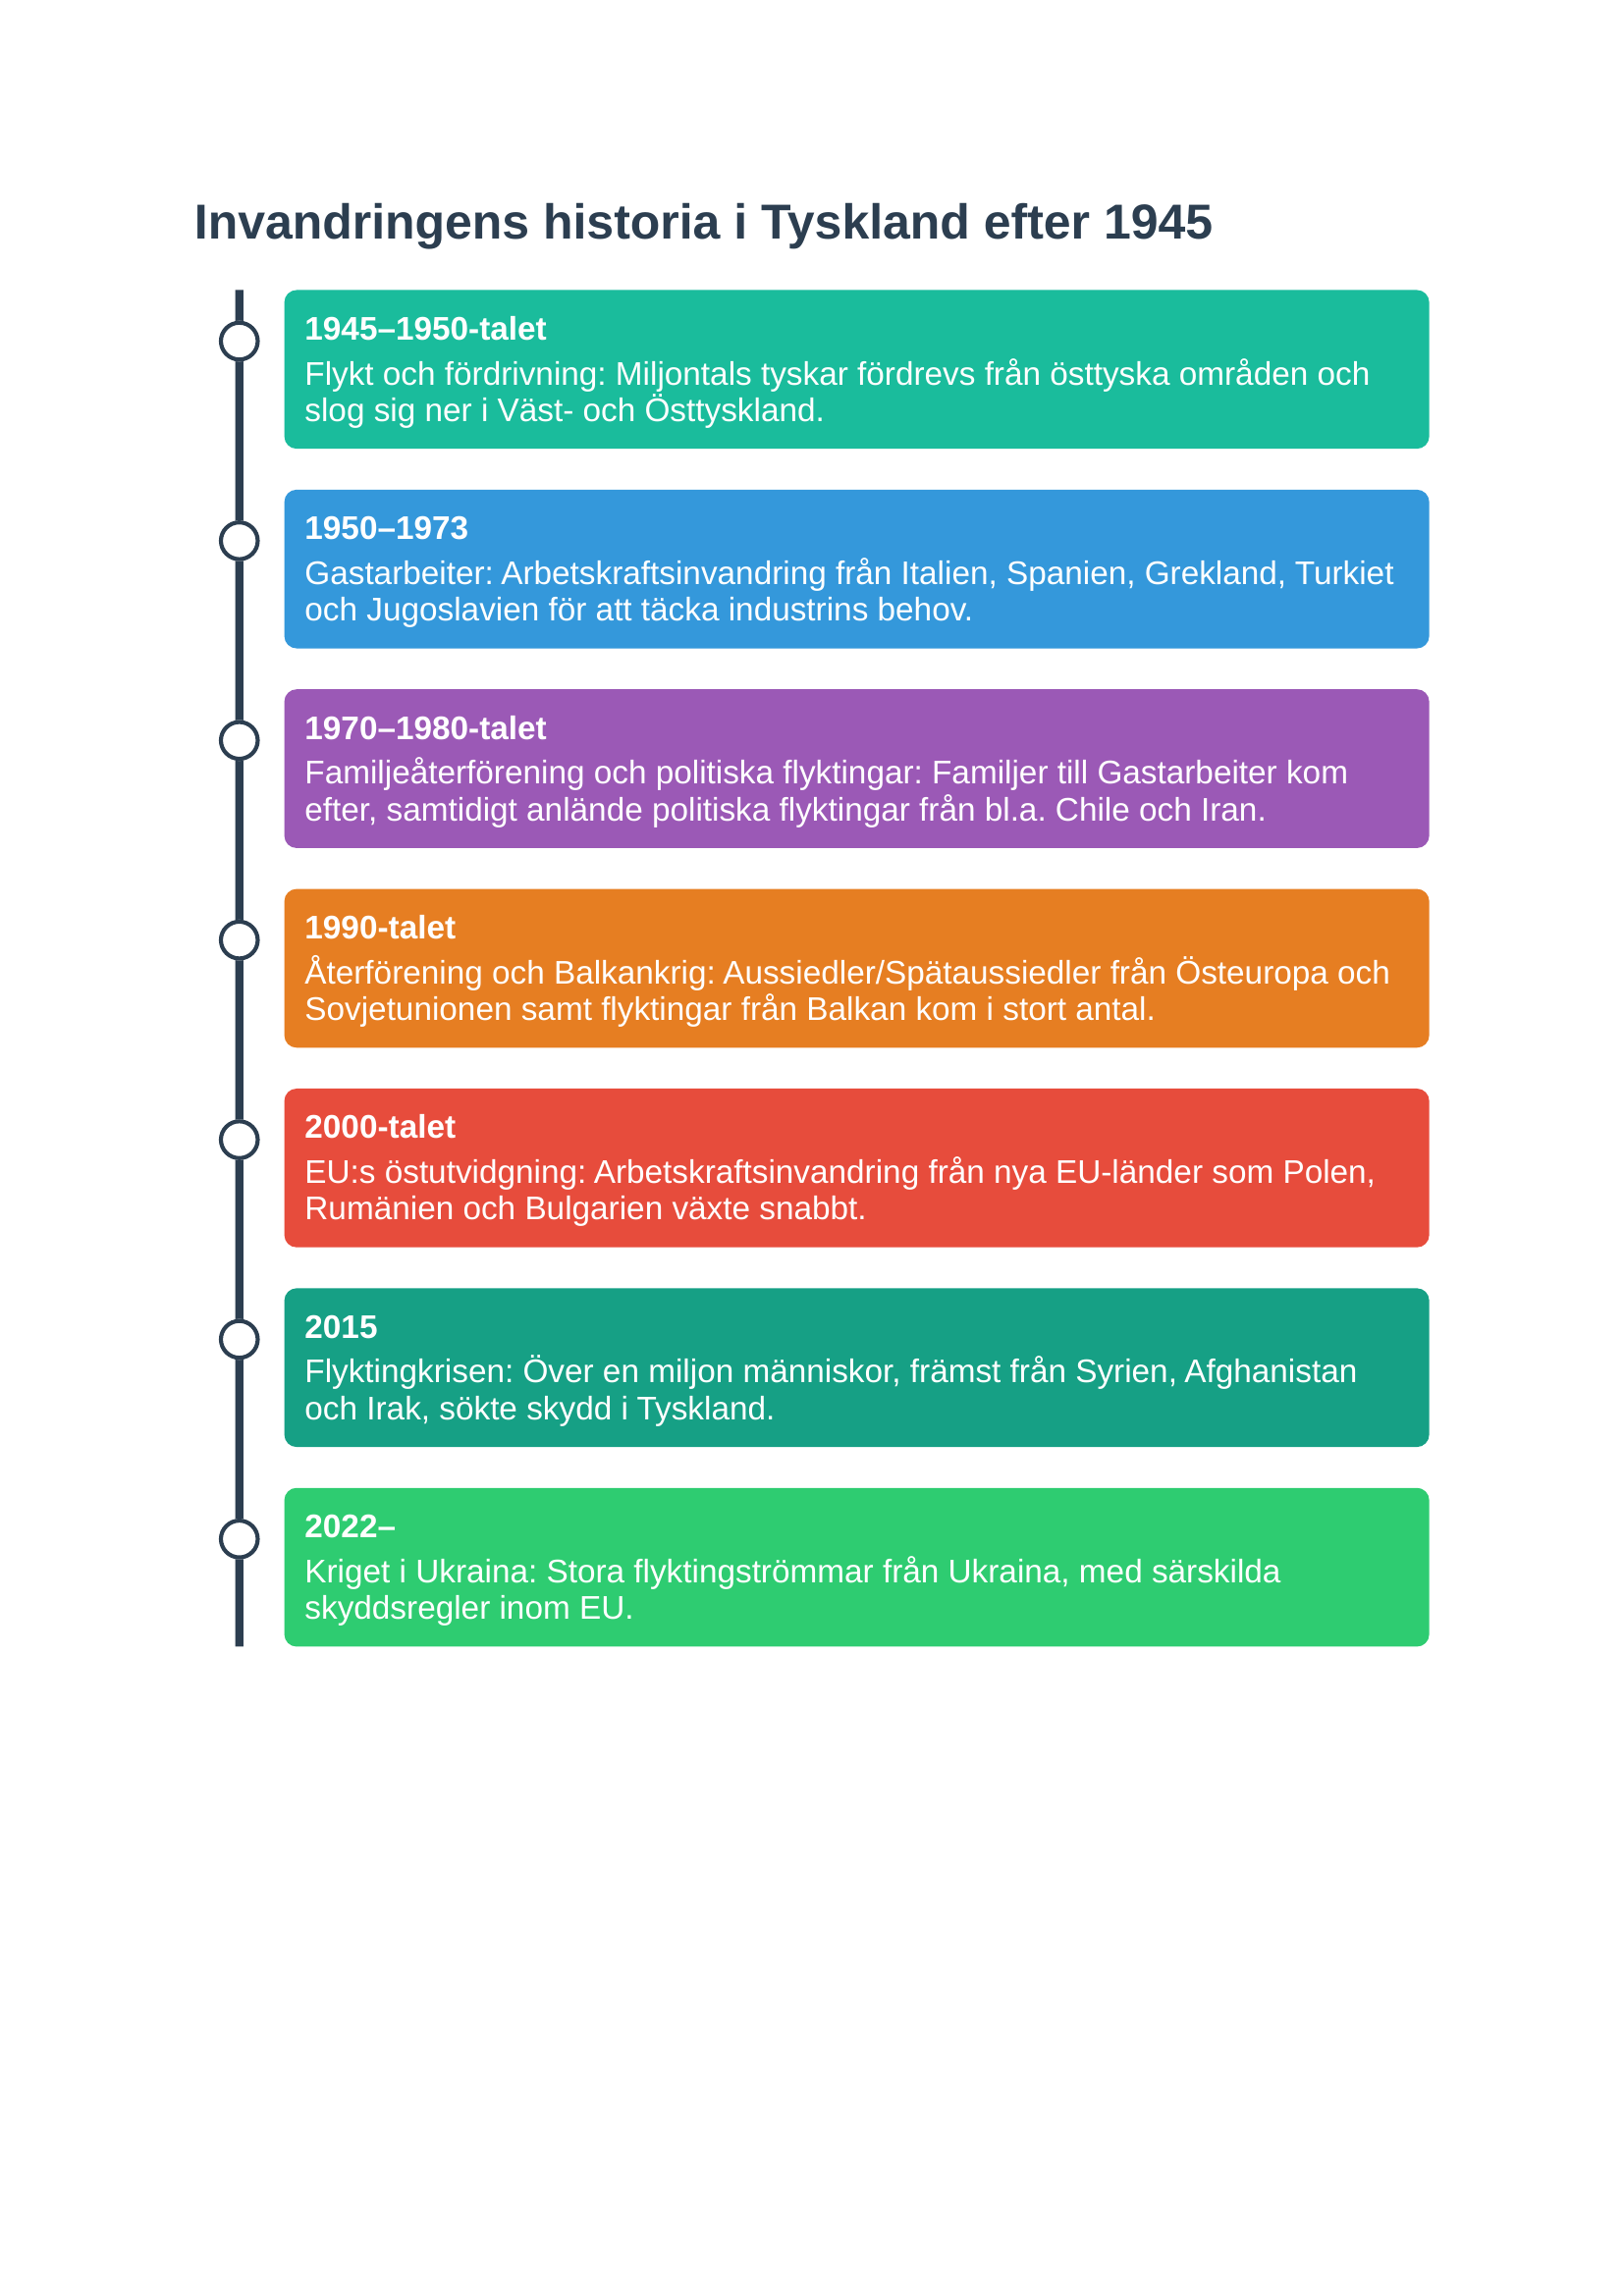 Invandringens historia i Tyskland efter 1945
1945–1950-talet
Flykt och fördrivning: Miljontals tyskar fördrevs från östtyska områden och
slog sig ner i Väst- och Östtyskland.
1950–1973
Gastarbeiter: Arbetskraftsinvandring från Italien, Spanien, Grekland, Turkiet
och Jugoslavien för att täcka industrins behov.
1970–1980-talet
Familjeåterförening och politiska flyktingar: Familjer till Gastarbeiter kom
efter, samtidigt anlände politiska flyktingar från bl.a. Chile och Iran.
1990-talet
Återförening och Balkankrig: Aussiedler/Spätaussiedler från Östeuropa och
Sovjetunionen samt flyktingar från Balkan kom i stort antal.
2000-talet
EU:s östutvidgning: Arbetskraftsinvandring från nya EU-länder som Polen,
Rumänien och Bulgarien växte snabbt.
2015
Flyktingkrisen: Över en miljon människor, främst från Syrien, Afghanistan
och Irak, sökte skydd i Tyskland.
2022–
Kriget i Ukraina: Stora flyktingströmmar från Ukraina, med särskilda
skyddsregler inom EU.